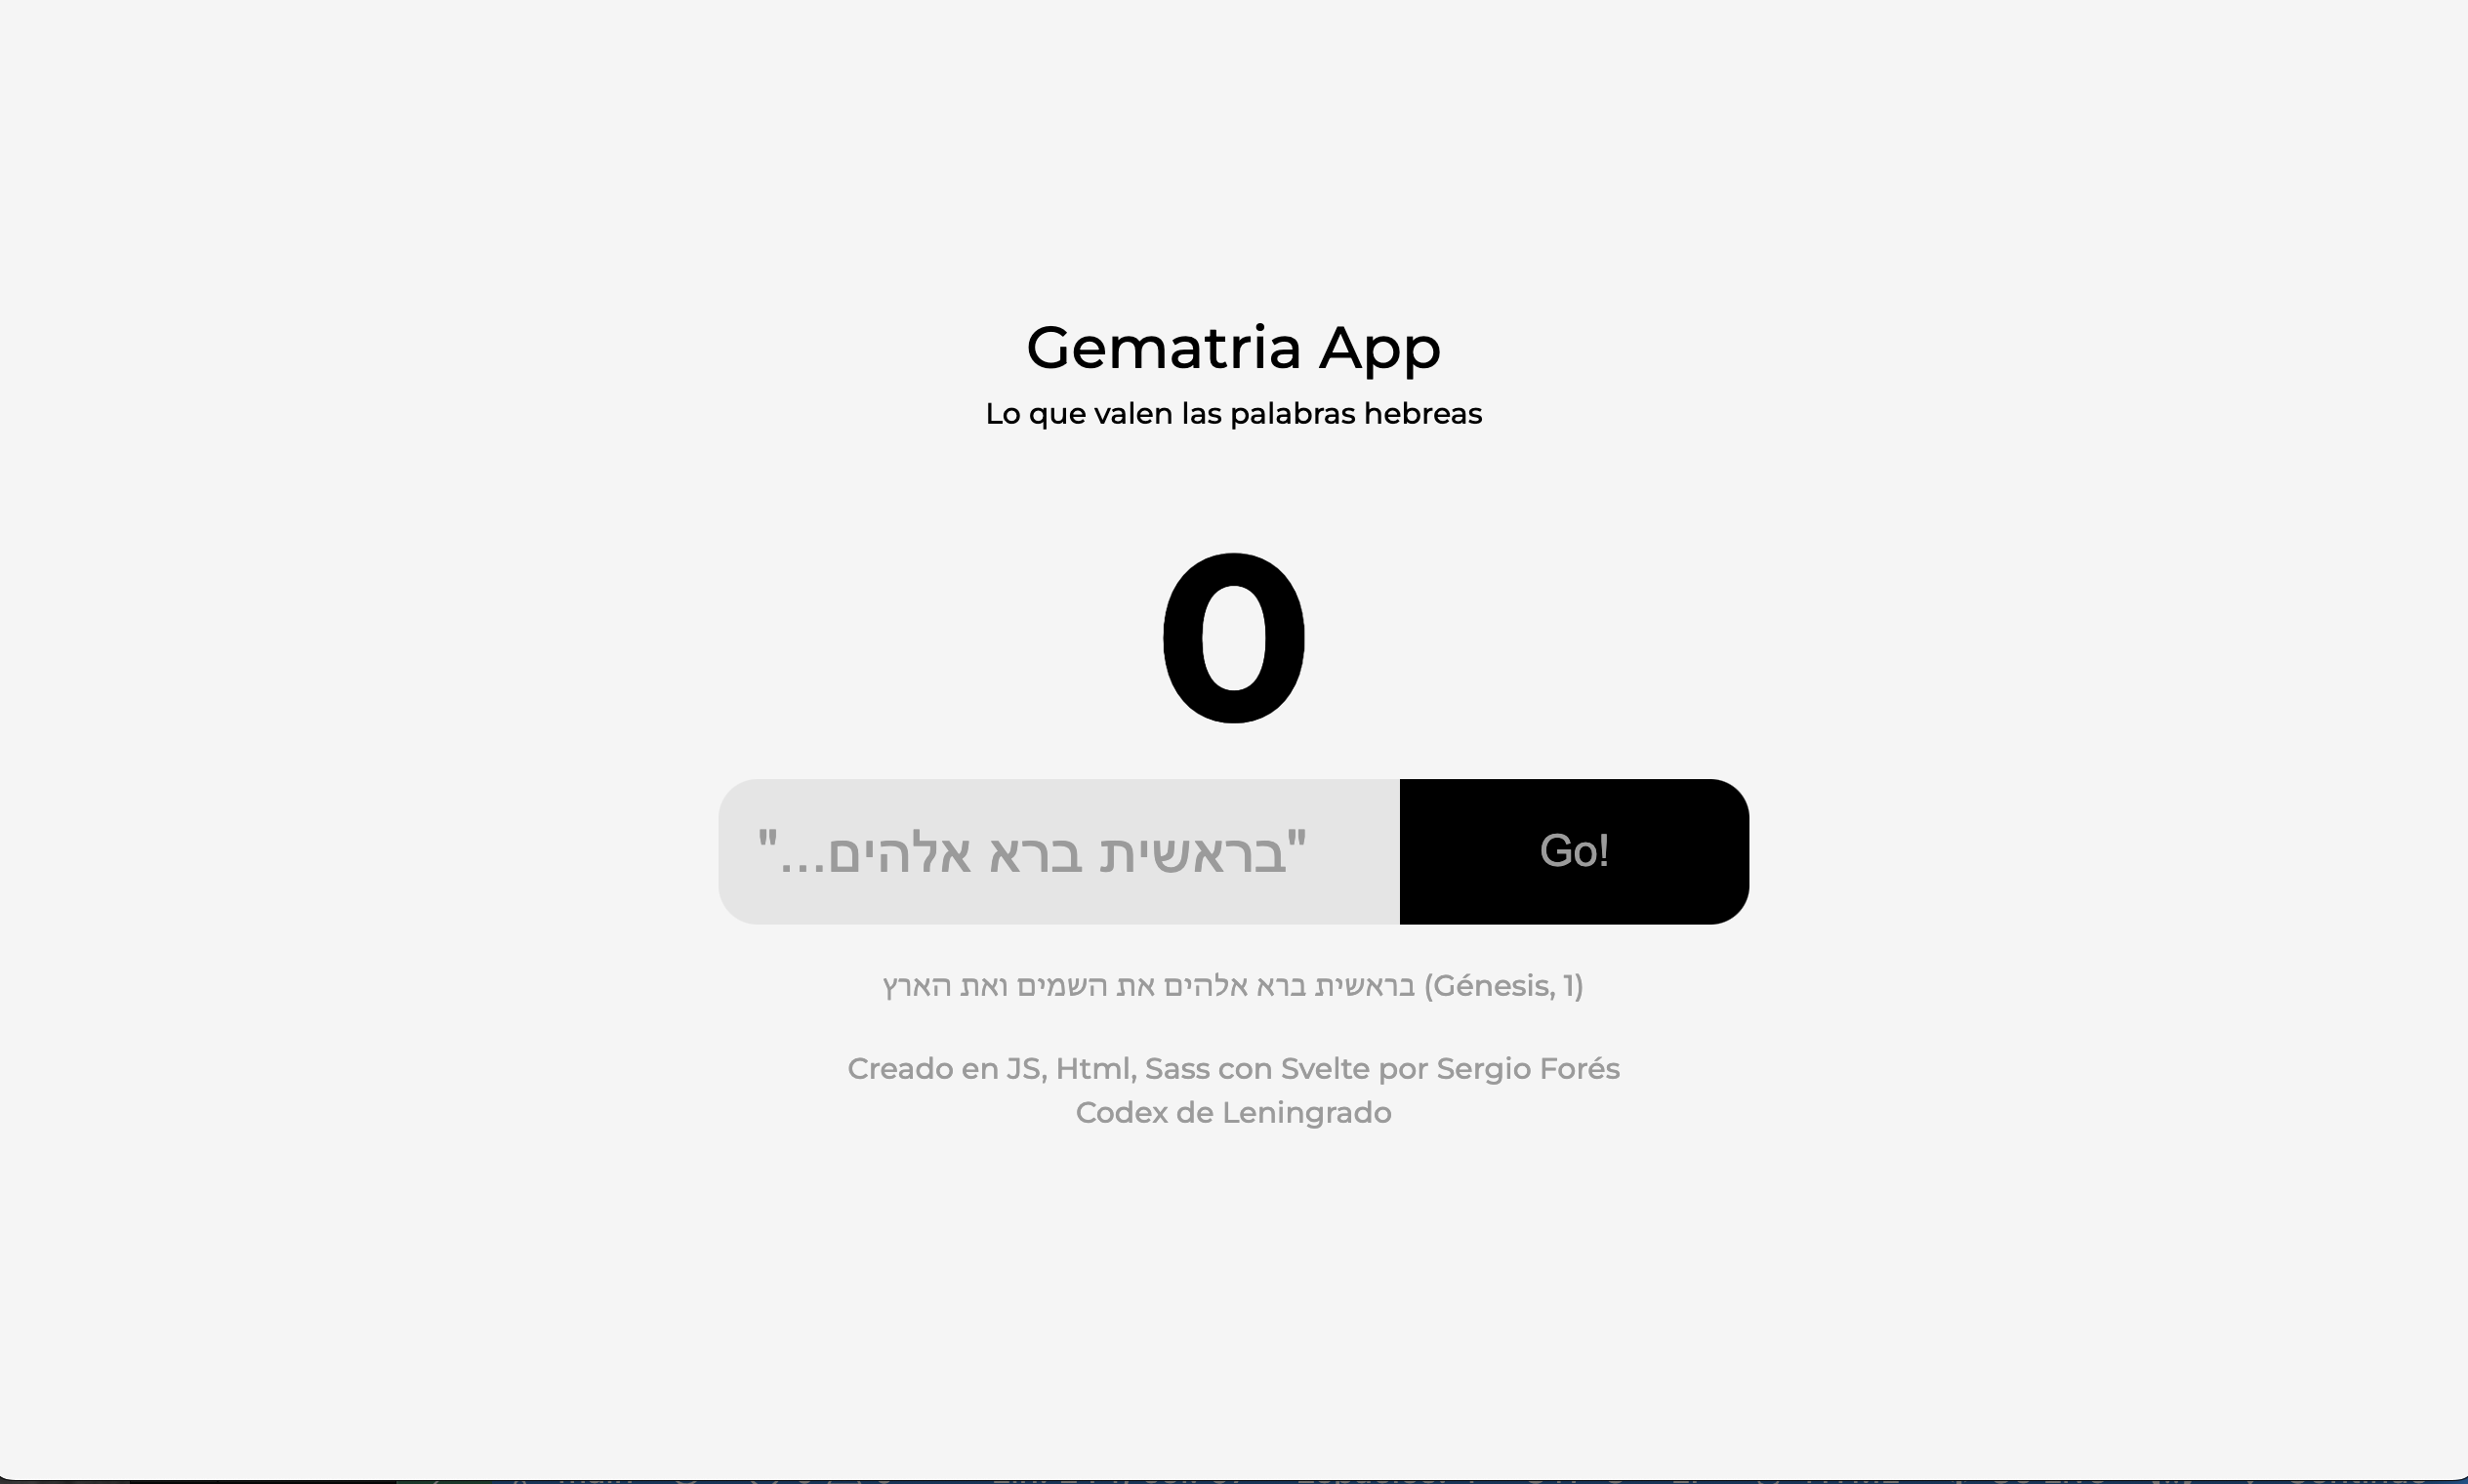 Gematria App
Lo que valen las palabras hebreas
0
"בראשית ברא אלהים..."
Go!
בראשית ברא אלהים את השמים ואת הארץ (Génesis, 1)
Creado en JS, Html, Sass con Svelte por Sergio Forés
Codex de Leningrado